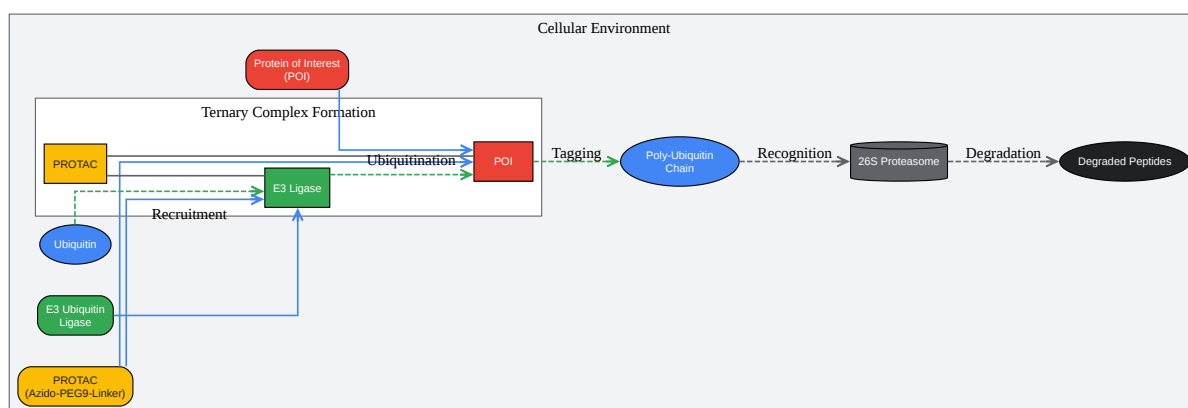 Cellular Environment
Protein of Interest
(POI)
Ternary Complex Formation
PROTAC
Ubiquitination
POI
Tagging
Poly-Ubiquitin
Chain
Recognition
26S Proteasome
Degradation
Degraded Peptides
E3 Ligase
Recruitment
Ubiquitin
E3 Ubiquitin
Ligase
PROTAC
(Azido-PEG9-Linker)